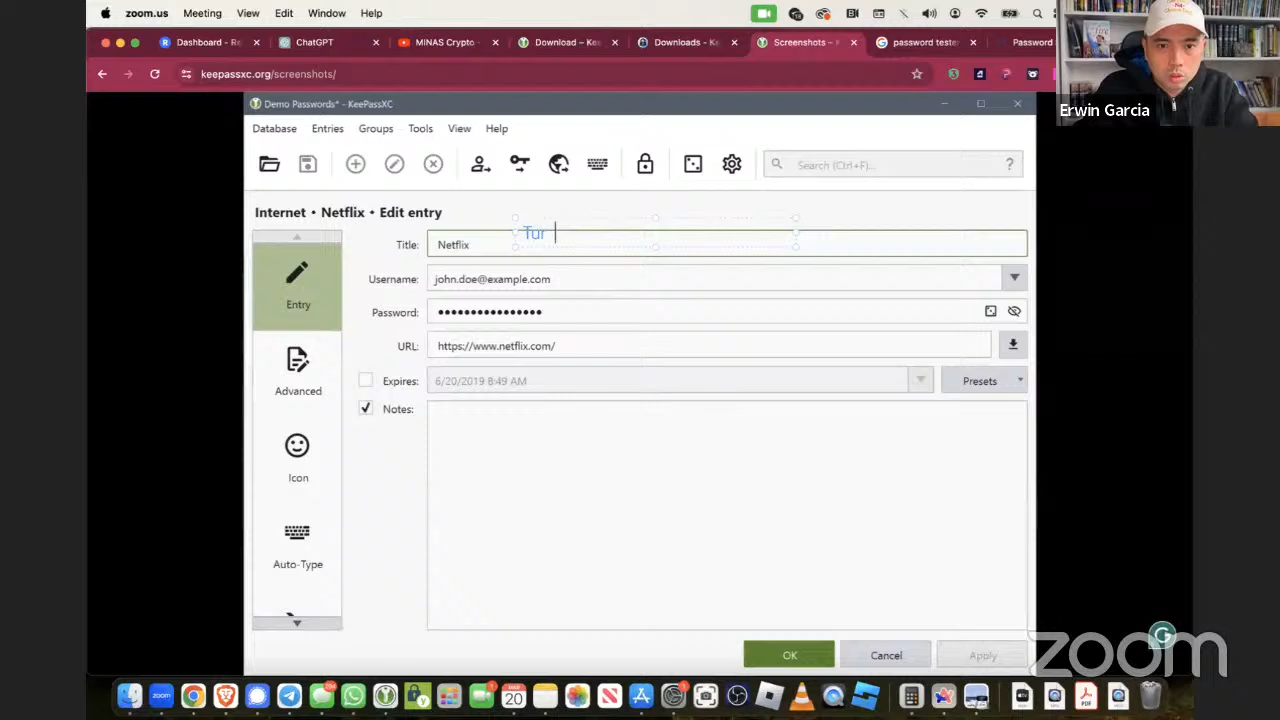 zoom.us Meeting View Edit Window Help
Dashboard - Re ChatGPT MINAS Crypto - Download – Kee Downloads - Ke Screenshots – password tester Password
keepassxc.org/screenshots/
Erwin Garcia
Demo Passwords* - KeePassXC
Database Entries Groups Tools View Help
Search (Ctrl+F)... ?
Internet • Netflix • Edit entry
Tur
Title: Netflix
Username: john.doe@example.com
Entry
Password: ••••••••••••••••
URL: https://www.netflix.com/
Expires: 6/20/2019 8:49 AM Presets
Advanced
Notes:
Icon
Auto-Type
OK Cancel Apply
zoom
zoom
20
PDF